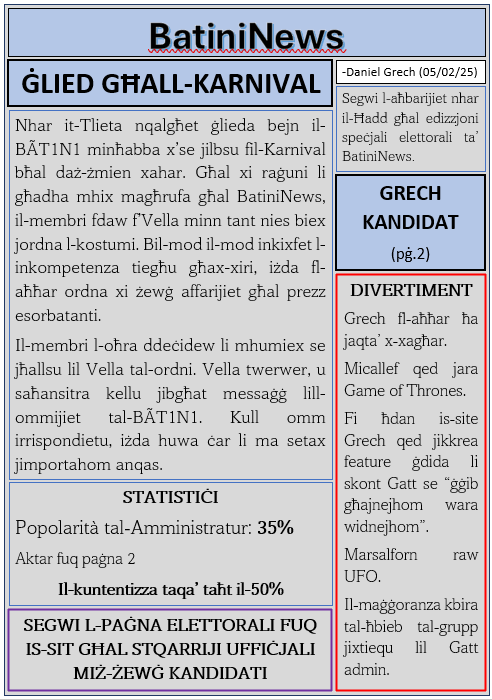 BatiniNews
ĠLIED GĦALL-KARNIVAL
Nhar it-Tlieta nqalgħet ġlieda bejn il-
BÃT1N1 minħabba x’se jilbsu fil-Karnival
bħal daż-żmien xahar. Għal xi raġuni li
għadha mhix magħrufa għal BatiniNews,
il-membri fdaw f’Vella minn tant nies biex
jordna l-kostumi. Bil-mod il-mod inkixfet l-
inkompetenza tiegħu għax-xiri, iżda fl-
aħħar ordna xi żewġ affarijiet għal prezz
esorbatanti.
Il-membri l-oħra ddeċidew li mhumiex se
jħallsu lil Vella tal-ordni. Vella twerwer, u
saħansitra kellu jibgħat messaġġ lill-
ommijiet tal-BÃT1N1. Kull omm
irrispondietu, iżda huwa ċar li ma setax
jimportahom anqas.
STATISTIĊI
Popolarità tal-Amministratur: 35%
Aktar fuq paġna 2
Il-kuntentizza taqa’ taħt il-50%
SEGWI L-PAĠNA ELETTORALI FUQ
IS-SIT GĦAL STQARRIJI UFFIĊJALI
MIŻ-ŻEWĠ KANDIDATI
-Daniel Grech (05/02/25)
Segwi l-aħbarijiet nhar
il-Ħadd għal edizzjoni
speċjali elettorali ta’
BatiniNews.
GRECH
KANDIDAT
(pġ.2)
DIVERTIMENT
Grech fl-aħħar ħa
jaqta’ x-xagħar.
Micallef qed jara
Game of Thrones.
Fi ħdan is-site
Grech qed jikkrea
feature ġdida li
skont Gatt se “ġġib
għajnejhom wara
widnejhom”.
Marsalforn raw
UFO.
Il-maġġoranza kbira
tal-ħbieb tal-grupp
jixtiequ lil Gatt
admin.